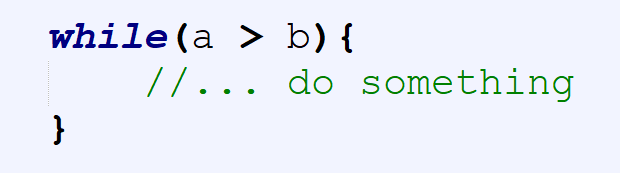 while(a > b){
//... do something
}